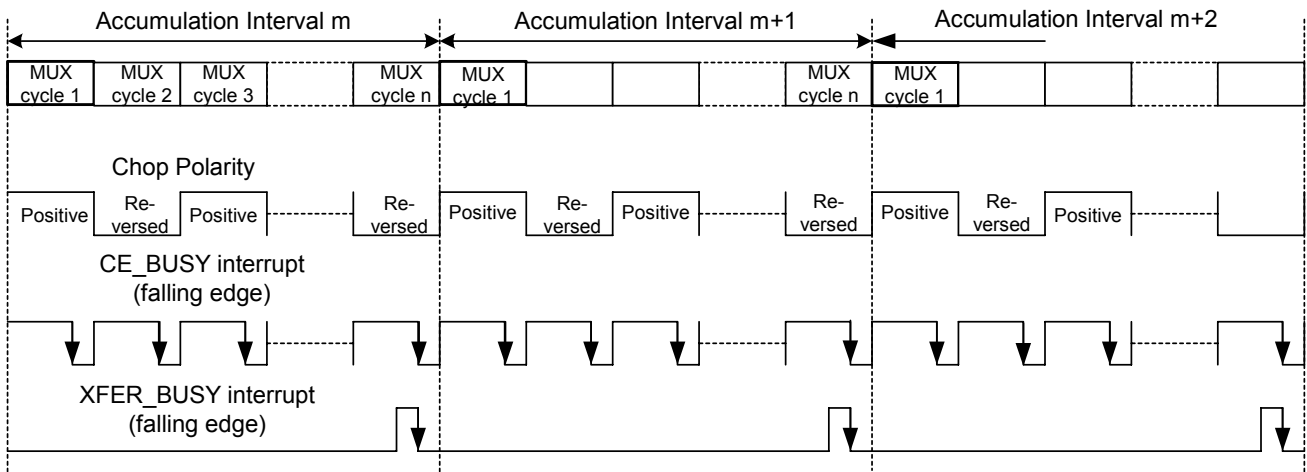 Accumulation Interval m
Accumulation Interval m+1
Accumulation Interval m+2
MUX
cycle 1
MUX
cycle 2
MUX
cycle 3
MUX
cycle n
MUX
cycle 1
MUX
cycle n
MUX
cycle 1
Chop Polarity
Positive
Re-
versed
Positive
Re-
versed
Positive
Re-
versed
Positive
Re-
versed
Positive
Re-
versed
Positive
CE_BUSY interrupt
(falling edge)
XFER_BUSY interrupt
(falling edge)